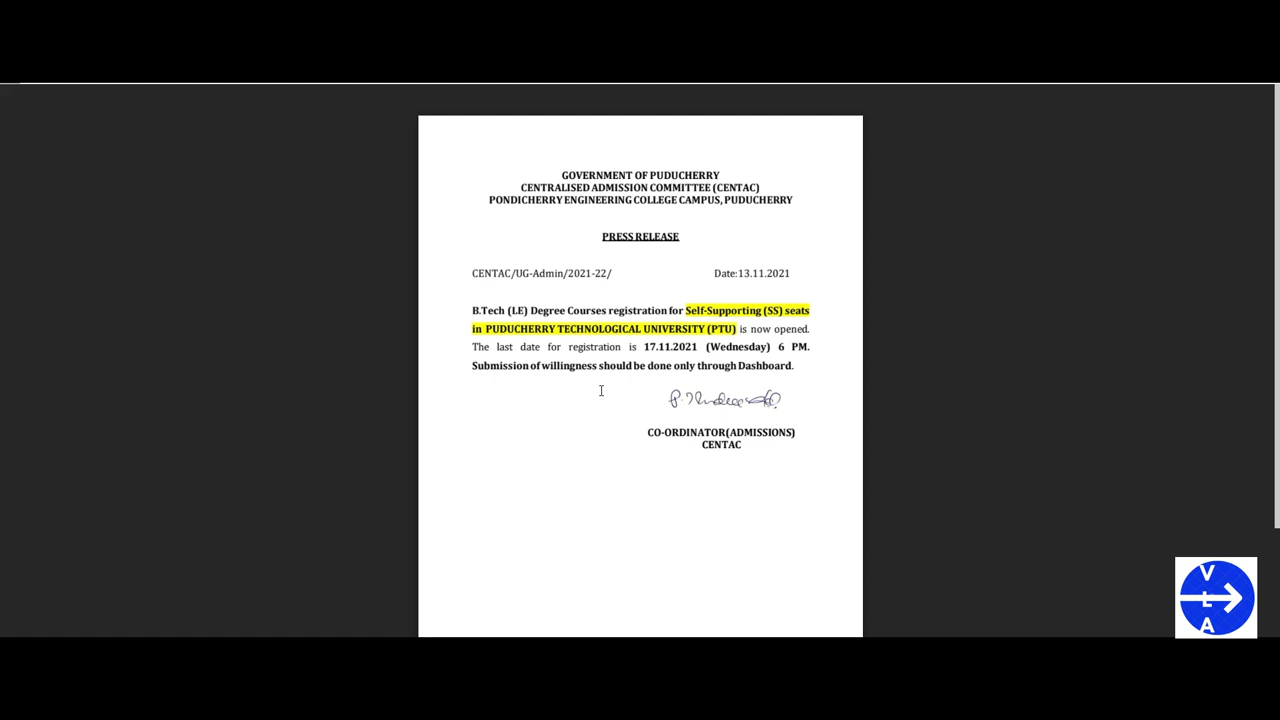 GOVERNMENT OF PUDUCHERRY
CENTRALISED ADMISSION COMMITTEE (CENTAC)
PONDICHERRY ENGINEERING COLLEGE CAMPUS, PUDUCHERRY
PRESS RELEASE
CENTAC/UG-Admin/2021-22/ Date:13.11.2021
B.Tech (LE) Degree Courses registration for Self-Supporting (SS) seats
in PUDUCHERRY TECHNOLOGICAL UNIVERSITY (PTU) is now opened.
The last date for registration is 17.11.2021 (Wednesday) 6 PM.
Submission of willingness should be done only through Dashboard.
CO-ORDINATOR(ADMISSIONS)
CENTAC
V
L
A